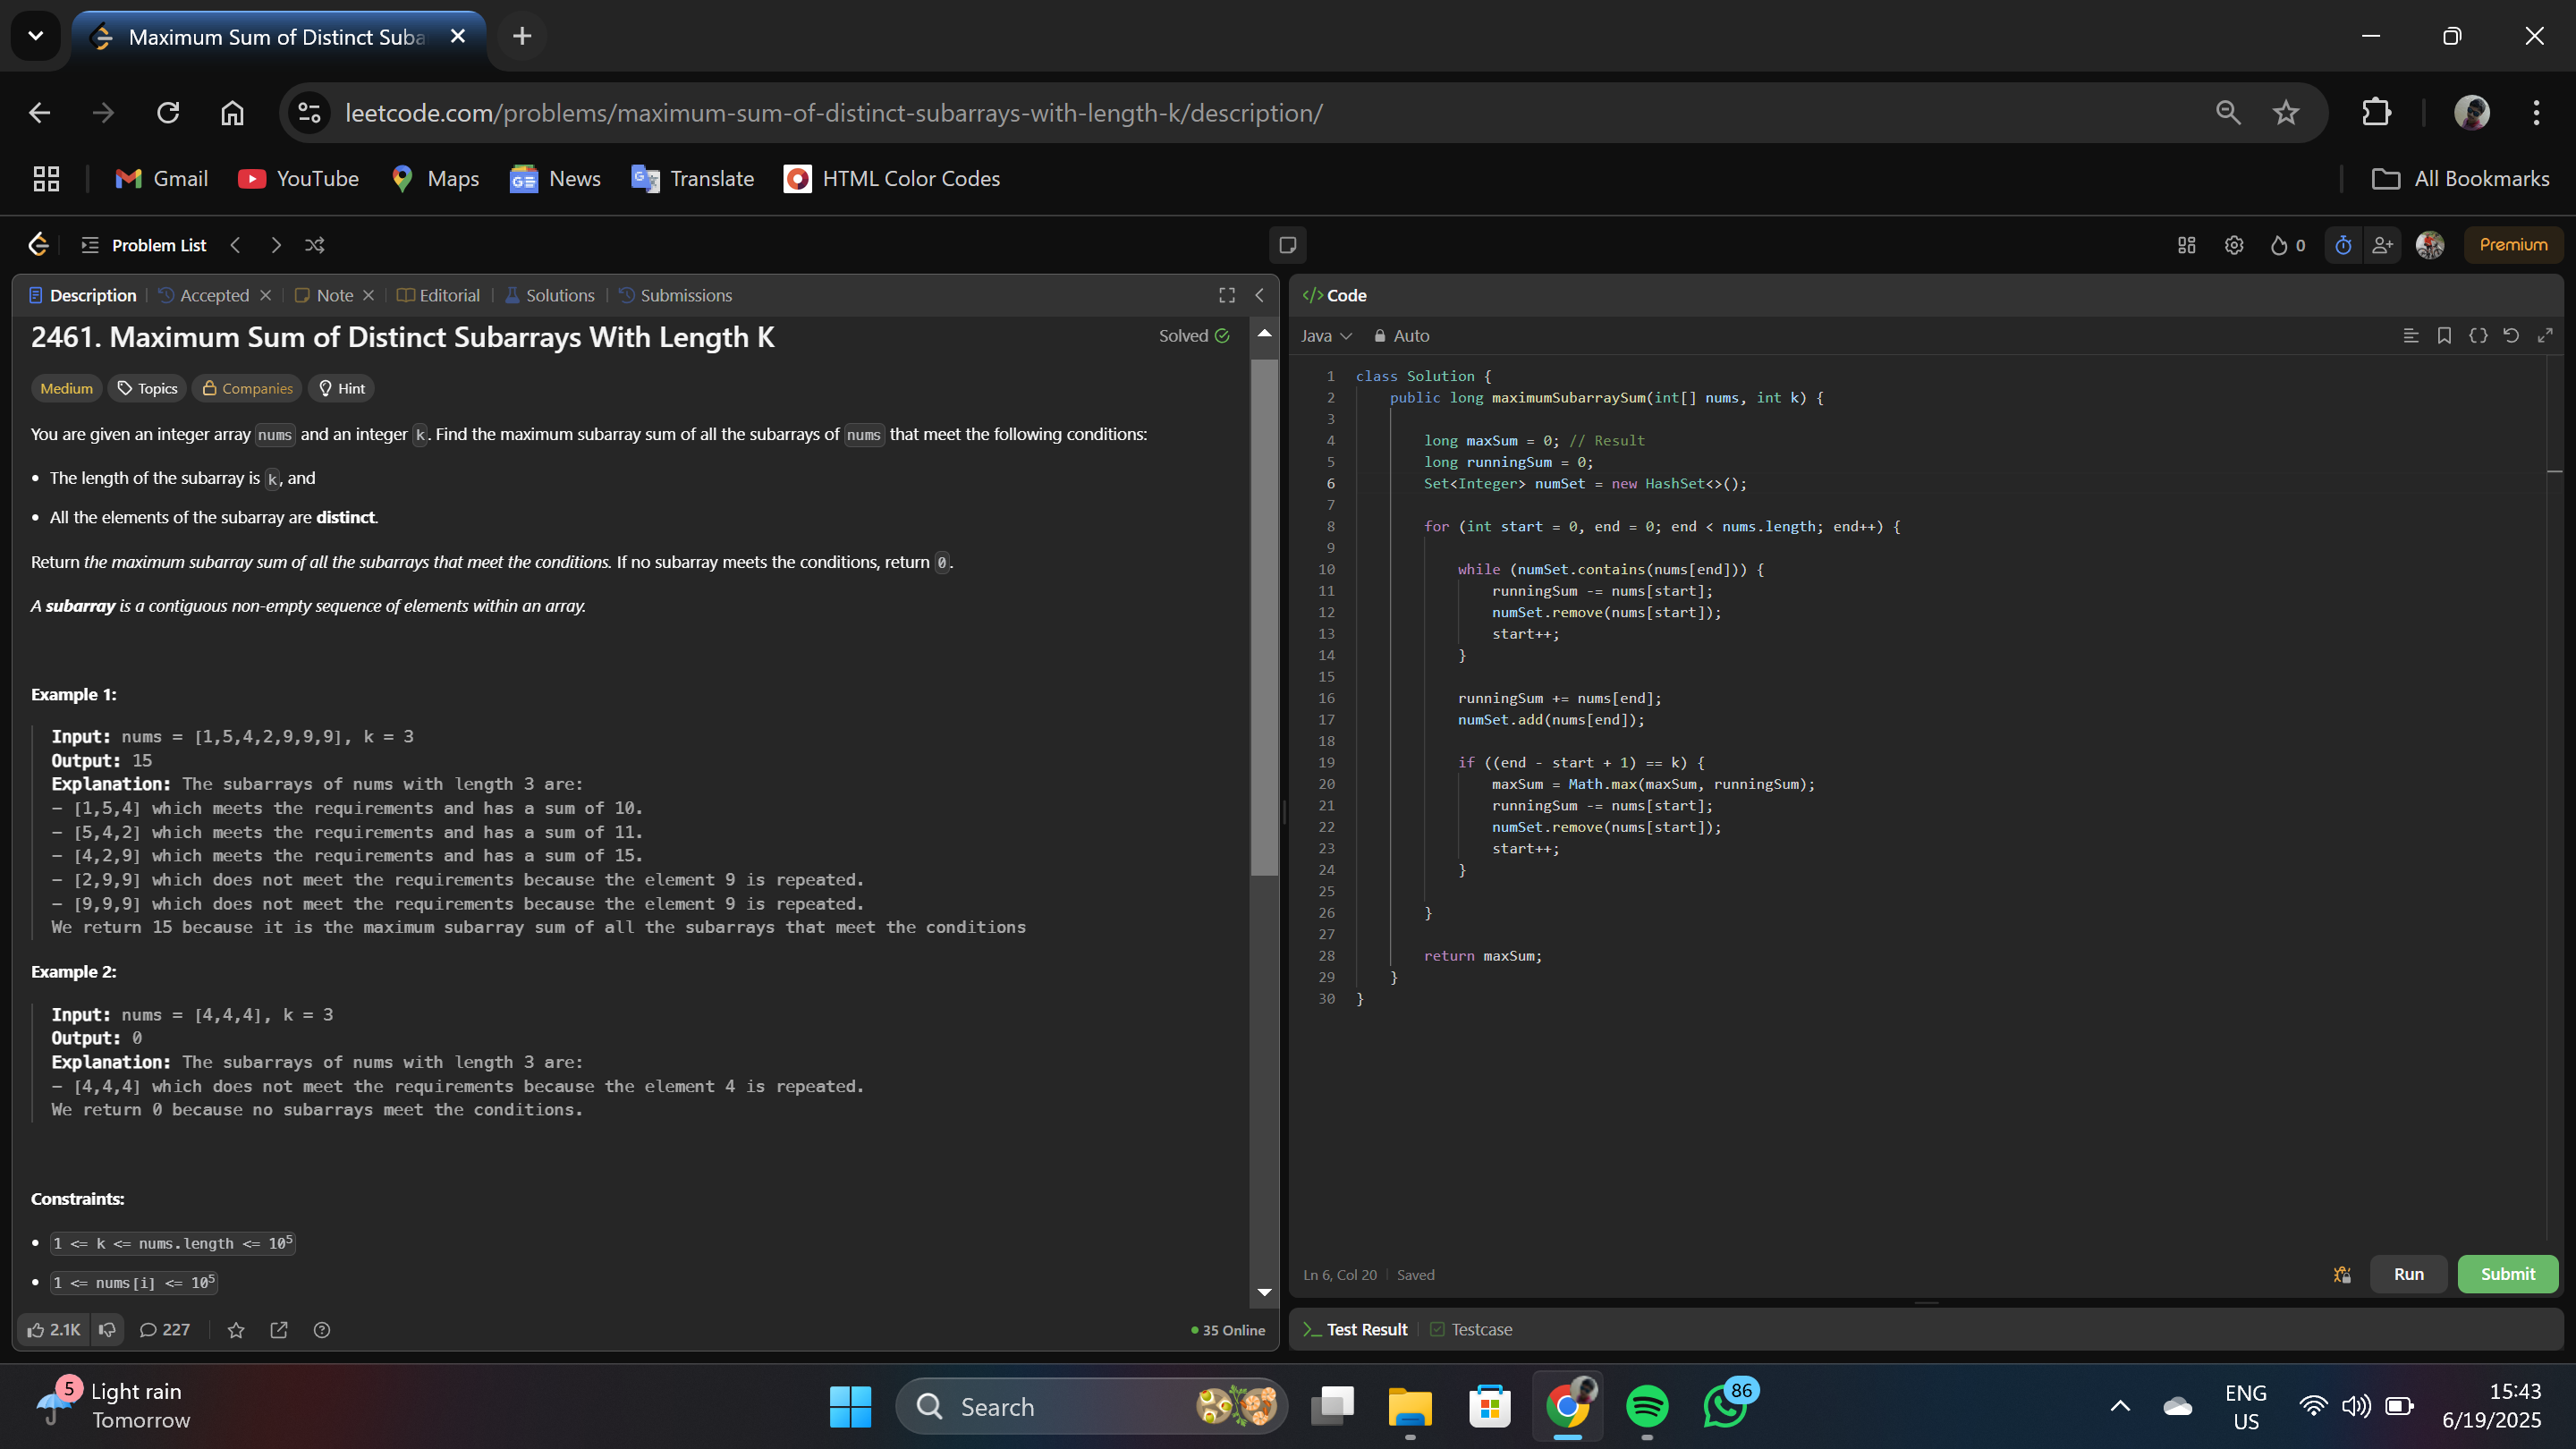 Maximum Sum of Distinct Suba
leetcode.com/problems/maximum-sum-of-distinct-subarrays-with-length-k/description/
Gmail YouTube Maps News Translate HTML Color Codes All Bookmarks
Problem List 0 Premium
Description Accepted Note Editorial Solutions Submissions
2461. Maximum Sum of Distinct Subarrays With Length K
Solved
Medium Topics Companies Hint
You are given an integer array nums and an integer k. Find the maximum subarray sum of all the subarrays of nums that meet the following conditions:
• The length of the subarray is k, and
• All the elements of the subarray are distinct.
Return the maximum subarray sum of all the subarrays that meet the conditions. If no subarray meets the conditions, return 0.
A subarray is a contiguous non-empty sequence of elements within an array.
Example 1:
Input: nums = [1,5,4,2,9,9,9], k = 3
Output: 15
Explanation: The subarrays of nums with length 3 are:
- [1,5,4] which meets the requirements and has a sum of 10.
- [5,4,2] which meets the requirements and has a sum of 11.
- [4,2,9] which meets the requirements and has a sum of 15.
- [2,9,9] which does not meet the requirements because the element 9 is repeated.
- [9,9,9] which does not meet the requirements because the element 9 is repeated.
We return 15 because it is the maximum subarray sum of all the subarrays that meet the conditions
Example 2:
Input: nums = [4,4,4], k = 3
Output: 0
Explanation: The subarrays of nums with length 3 are:
- [4,4,4] which does not meet the requirements because the element 4 is repeated.
We return 0 because no subarrays meet the conditions.
Constraints:
• 1 <= k <= nums.length <= 10⁵
• 1 <= nums[i] <= 10⁵
2.1K 227 35 Online
</> Code
Java Auto
1 class Solution {
2     public long maximumSubarraySum(int[] nums, int k) {
3
4         long maxSum = 0; // Result
5         long runningSum = 0;
6         Set<Integer> numSet = new HashSet<>();
7
8         for (int start = 0, end = 0; end < nums.length; end++) {
9
10             while (numSet.contains(nums[end])) {
11                 runningSum -= nums[start];
12                 numSet.remove(nums[start]);
13                 start++;
14             }
15
16             runningSum += nums[end];
17             numSet.add(nums[end]);
18
19             if ((end - start + 1) == k) {
20                 maxSum = Math.max(maxSum, runningSum);
21                 runningSum -= nums[start];
22                 numSet.remove(nums[start]);
23                 start++;
24             }
25
26         }
27
28         return maxSum;
29     }
30 }
Ln 6, Col 20 Saved
Run Submit
Test Result Testcase
5 Light rain
Tomorrow
Search
86
ENG
US
15:43
6/19/2025